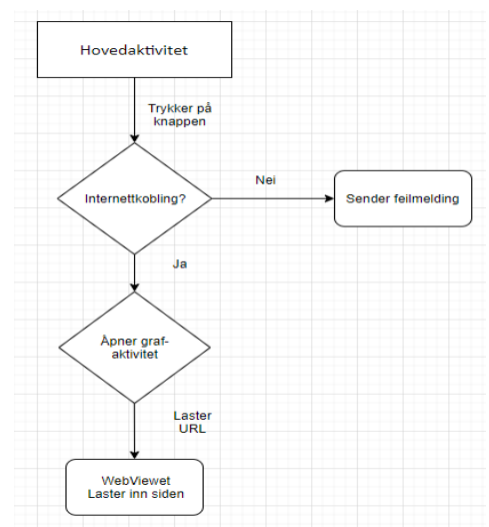 Hovedaktivitet
Trykker på
knappen
Internettkobling?
Nei
Sender feilmelding
Ja
Åpner graf-
aktivitet
Laster
URL
WebViewet
Laster inn siden